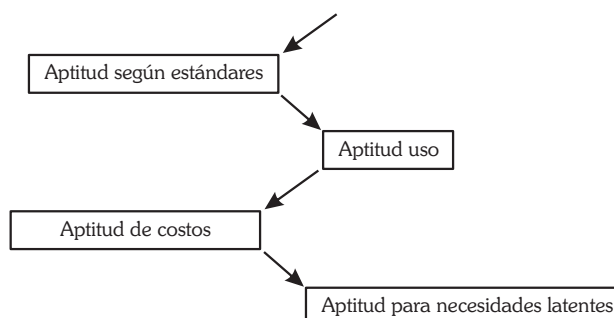 Aptitud según estándares
Aptitud uso
Aptitud de costos
Aptitud para necesidades latentes